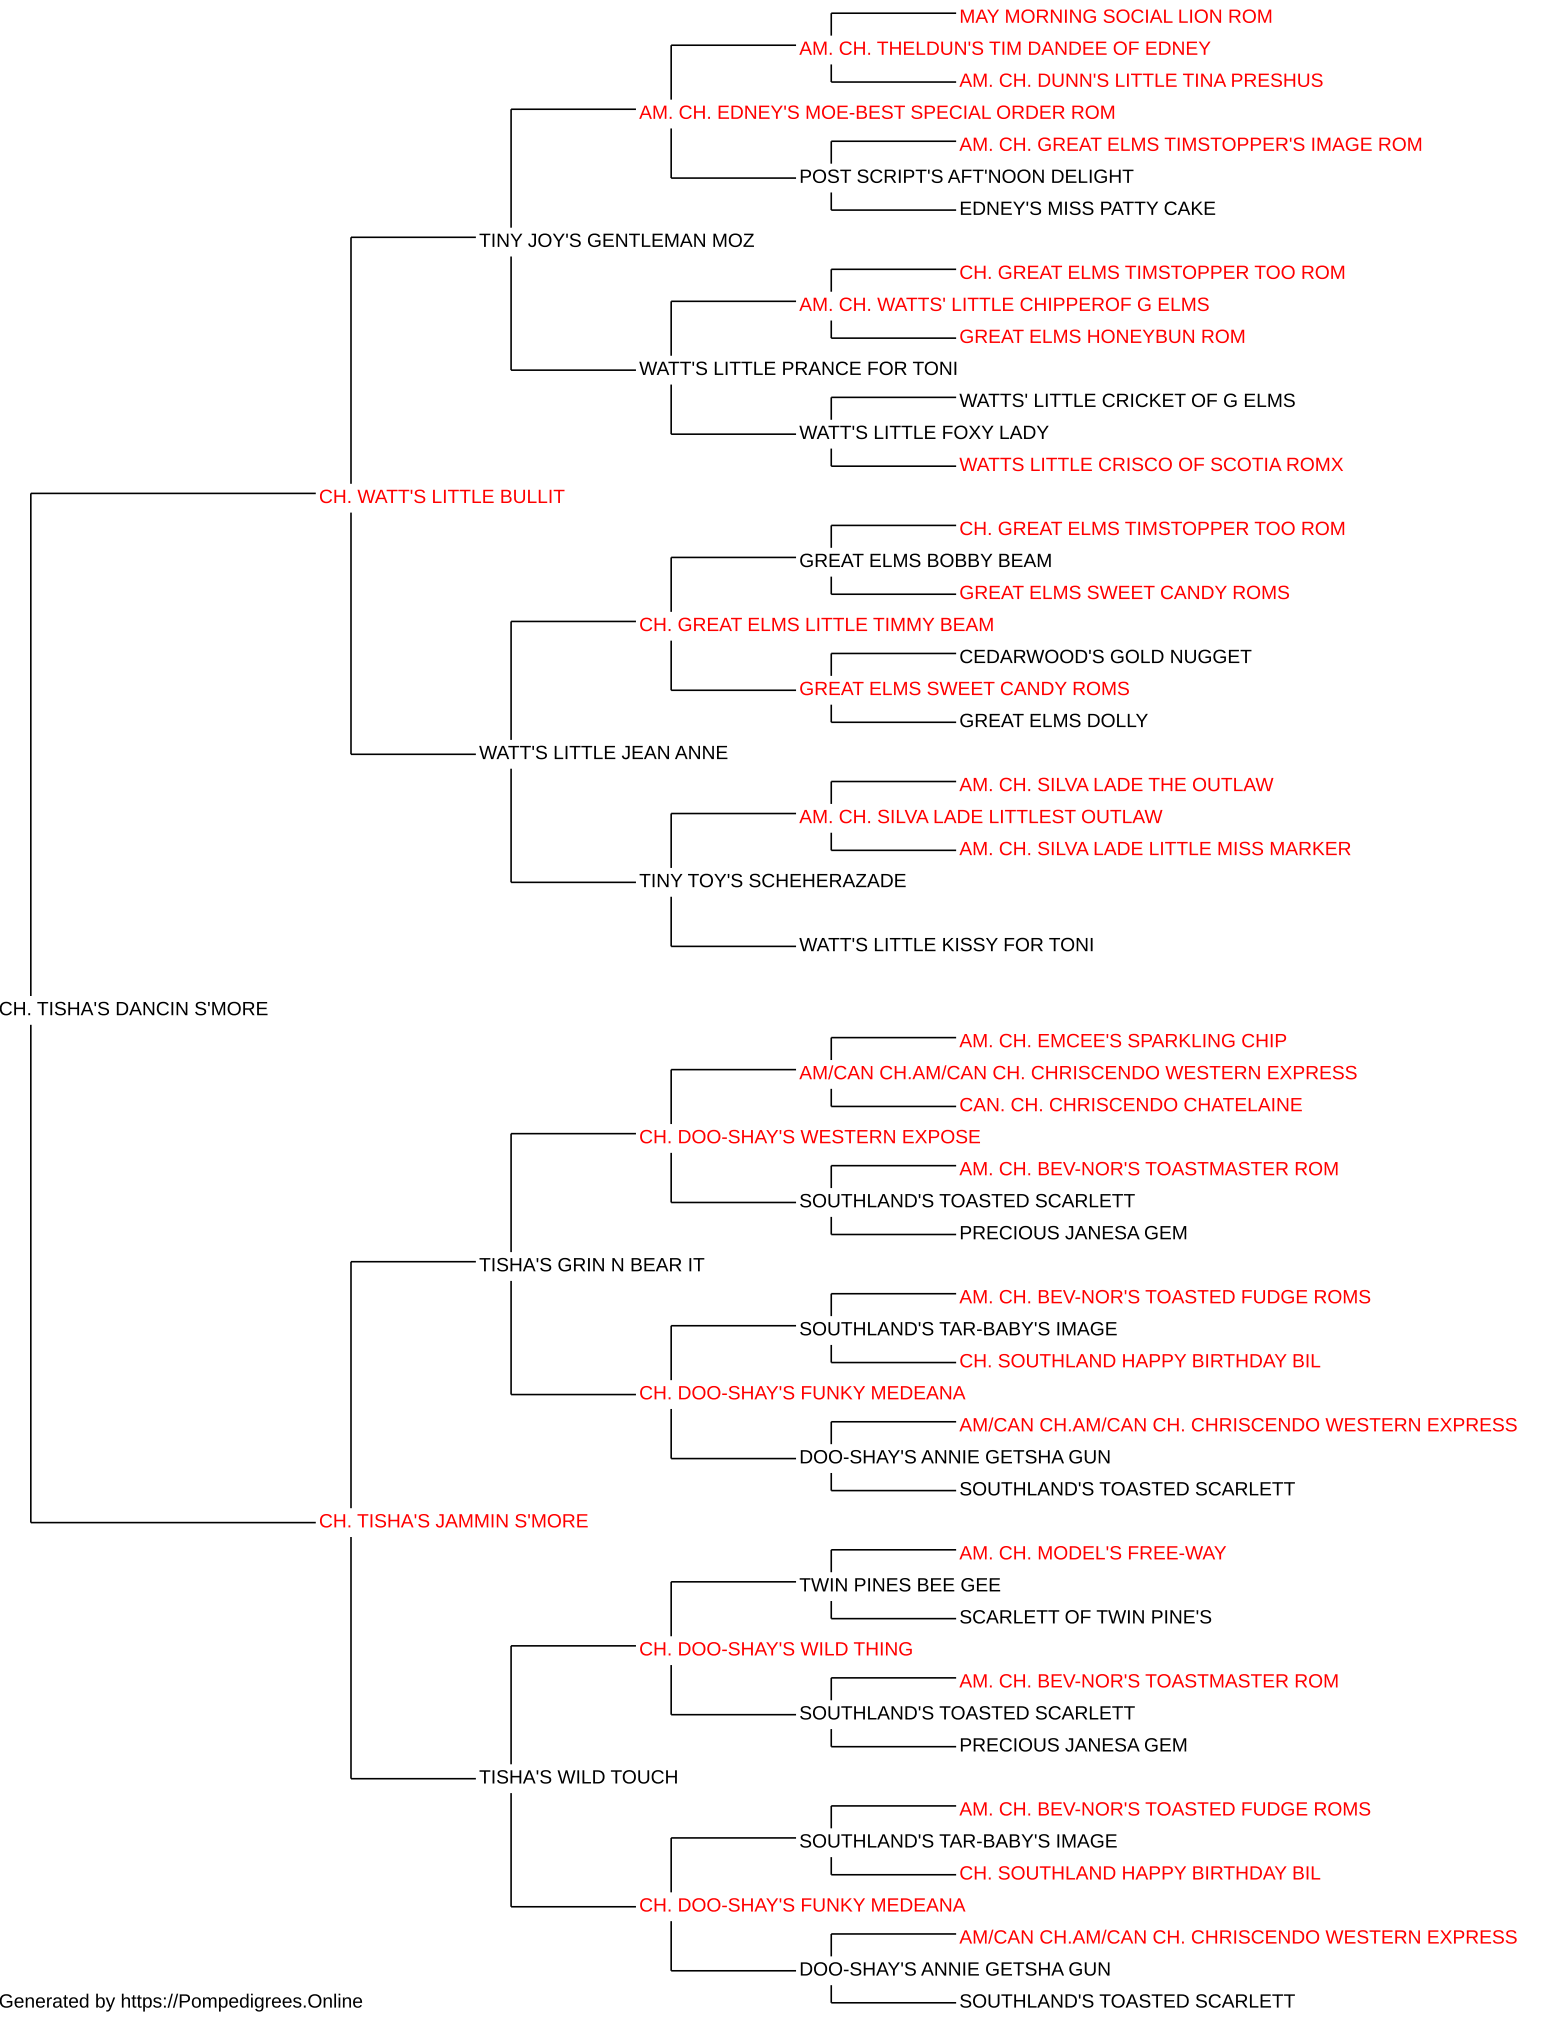 MAY MORNING SOCIAL LION ROM
AM. CH. THELDUN'S TIM DANDEE OF EDNEY
AM. CH. DUNN'S LITTLE TINA PRESHUS
AM. CH. EDNEY'S MOE-BEST SPECIAL ORDER ROM
AM. CH. GREAT ELMS TIMSTOPPER'S IMAGE ROM
POST SCRIPT'S AFT'NOON DELIGHT
EDNEY'S MISS PATTY CAKE
TINY JOY'S GENTLEMAN MOZ
CH. GREAT ELMS TIMSTOPPER TOO ROM
AM. CH. WATTS' LITTLE CHIPPEROF G ELMS
GREAT ELMS HONEYBUN ROM
WATT'S LITTLE PRANCE FOR TONI
WATTS' LITTLE CRICKET OF G ELMS
WATT'S LITTLE FOXY LADY
WATTS LITTLE CRISCO OF SCOTIA ROMX
CH. WATT'S LITTLE BULLIT
CH. GREAT ELMS TIMSTOPPER TOO ROM
GREAT ELMS BOBBY BEAM
GREAT ELMS SWEET CANDY ROMS
CH. GREAT ELMS LITTLE TIMMY BEAM
CEDARWOOD'S GOLD NUGGET
GREAT ELMS SWEET CANDY ROMS
GREAT ELMS DOLLY
WATT'S LITTLE JEAN ANNE
AM. CH. SILVA LADE THE OUTLAW
AM. CH. SILVA LADE LITTLEST OUTLAW
AM. CH. SILVA LADE LITTLE MISS MARKER
TINY TOY'S SCHEHERAZADE
WATT'S LITTLE KISSY FOR TONI
CH. TISHA'S DANCIN S'MORE
AM. CH. EMCEE'S SPARKLING CHIP
AM/CAN CH.AM/CAN CH. CHRISCENDO WESTERN EXPRESS
CAN. CH. CHRISCENDO CHATELAINE
CH. DOO-SHAY'S WESTERN EXPOSE
AM. CH. BEV-NOR'S TOASTMASTER ROM
SOUTHLAND'S TOASTED SCARLETT
PRECIOUS JANESA GEM
TISHA'S GRIN N BEAR IT
AM. CH. BEV-NOR'S TOASTED FUDGE ROMS
SOUTHLAND'S TAR-BABY'S IMAGE
CH. SOUTHLAND HAPPY BIRTHDAY BIL
CH. DOO-SHAY'S FUNKY MEDEANA
AM/CAN CH.AM/CAN CH. CHRISCENDO WESTERN EXPRESS
DOO-SHAY'S ANNIE GETSHA GUN
SOUTHLAND'S TOASTED SCARLETT
CH. TISHA'S JAMMIN S'MORE
AM. CH. MODEL'S FREE-WAY
TWIN PINES BEE GEE
SCARLETT OF TWIN PINE'S
CH. DOO-SHAY'S WILD THING
AM. CH. BEV-NOR'S TOASTMASTER ROM
SOUTHLAND'S TOASTED SCARLETT
PRECIOUS JANESA GEM
TISHA'S WILD TOUCH
AM. CH. BEV-NOR'S TOASTED FUDGE ROMS
SOUTHLAND'S TAR-BABY'S IMAGE
CH. SOUTHLAND HAPPY BIRTHDAY BIL
CH. DOO-SHAY'S FUNKY MEDEANA
AM/CAN CH.AM/CAN CH. CHRISCENDO WESTERN EXPRESS
DOO-SHAY'S ANNIE GETSHA GUN
SOUTHLAND'S TOASTED SCARLETT
Generated by https://Pompedigrees.Online